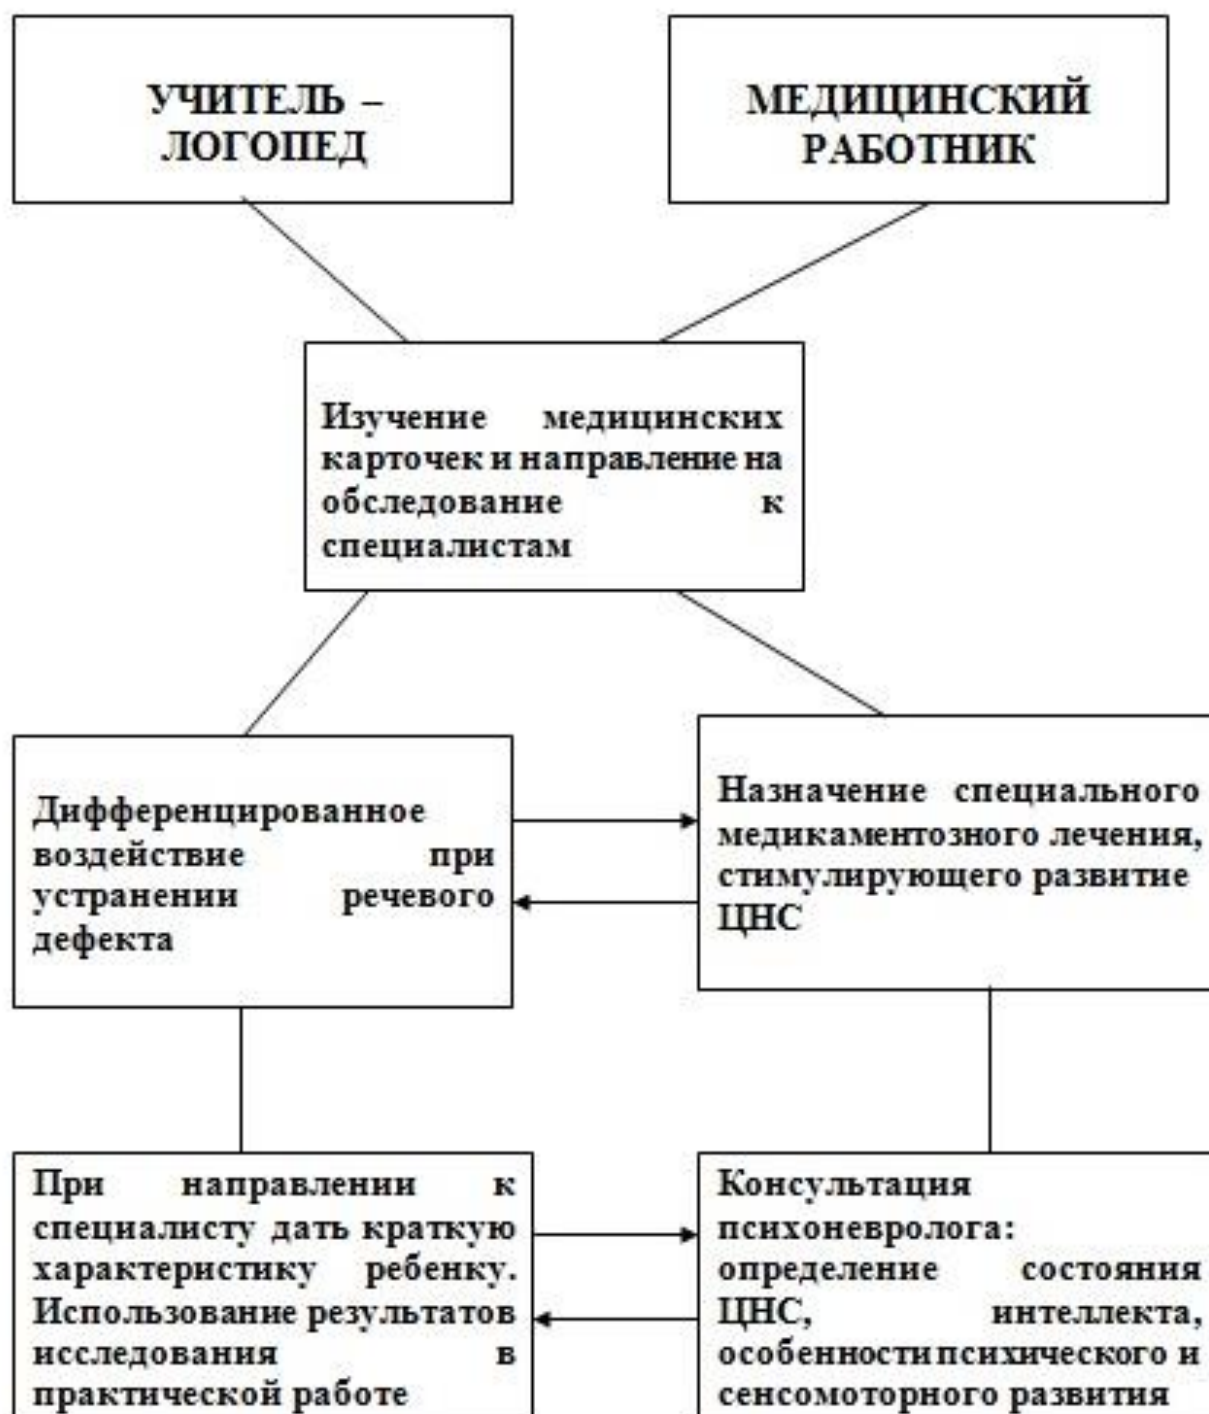 УЧИТЕЛЬ –
ЛОГОПЕД
МЕДИЦИНСКИЙ
РАБОТНИК
Изучение медицинских
карточек и направление на
обследование к
специалистам
Дифференцированное
воздействие при
устранении речевого
дефекта
Назначение специального
медикаментозного лечения,
стимулирующего развитие
ЦНС
При направлении к
специалисту дать краткую
характеристику ребенку.
Использование результатов
исследования в
практической работе
Консультация
психоневролога:
определение состояния
ЦНС, интеллекта,
особенности психического и
сенсомоторного развития